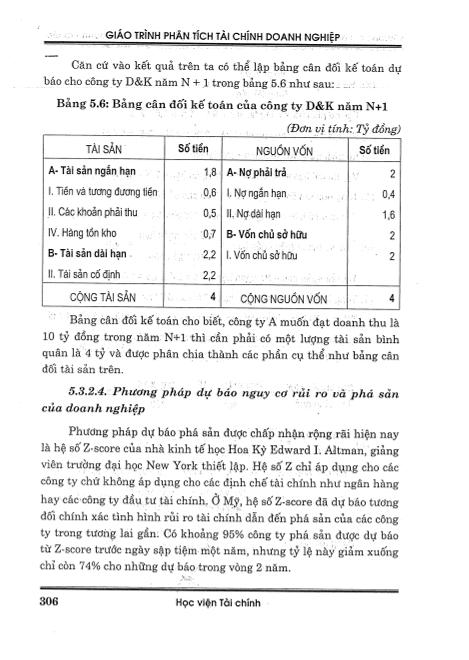 GIÁO TRÌNH PHÂN TÍCH TÀI CHÍNH DOANH NGHIỆP
Căn cứ vào kết quả trên ta có thể lập bảng cân đối kế toán dự
báo cho công ty D&K năm N + 1 trong bảng 5.6 như sau:
Bảng 5.6: Bảng cân đối kế toán của công ty D&K năm N+1
(Đơn vị tính: Tỷ đồng)
TÀI SẢN Số tiền NGUỒN VỐN Số tiền
A- Tài sản ngắn hạn 1,8 A- Nợ phải trả 2
I. Tiền và tương đương tiền 0,6 I. Nợ ngắn hạn 0,4
II. Các khoản phải thu 0,5 II. Nợ dài hạn 1,6
IV. Hàng tồn kho 0,7 B- Vốn chủ sở hữu 2
B- Tài sản dài hạn 2,2 I. Vốn chủ sở hữu 2
II. Tài sản cố định 2,2
CỘNG TÀI SẢN 4 CỘNG NGUỒN VỐN 4
Bảng cân đối kế toán cho biết, công ty A muốn đạt doanh thu là
10 tỷ đồng trong năm N+1 thì cần phải có một lượng tài sản bình
quân là 4 tỷ và được phân chia thành các phần cụ thể như bảng cân
đối tài sản trên.
5.3.2.4. Phương pháp dự báo nguy cơ rủi ro và phá sản
của doanh nghiệp
Phương pháp dự báo phá sản được chấp nhận rộng rãi hiện nay
là hệ số Z-score của nhà kinh tế học Hoa Kỳ Edward I. Altman, giảng
viên trường đại học New York thiết lập. Hệ số Z chỉ áp dụng cho các
công ty chứ không áp dụng cho các định chế tài chính như ngân hàng
hay các công ty đầu tư tài chính. Ở Mỹ, hệ số Z-score đã dự báo tương
đối chính xác tình hình rủi ro tài chính dẫn đến phá sản của các công
ty trong tương lai gần. Có khoảng 95% công ty phá sản được dự báo
từ Z-score trước ngày sập tiệm một năm, nhưng tỷ lệ này giảm xuống
chỉ còn 74% cho những dự báo trong vòng 2 năm.
306 Học viện Tài chính